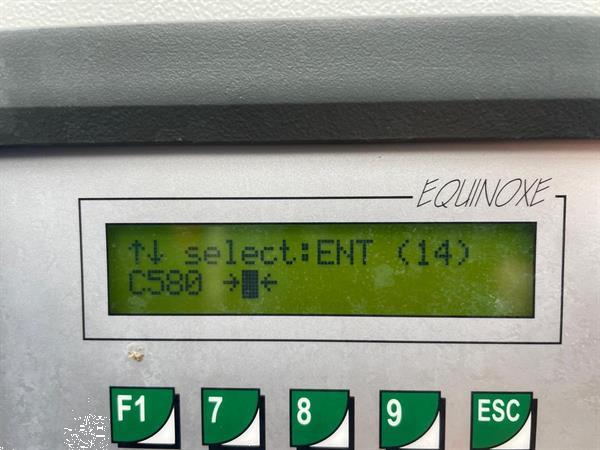 EQUINOXE
↑↓ select:ENT (14)
C580 →█←
F1 7 8 9 ESC